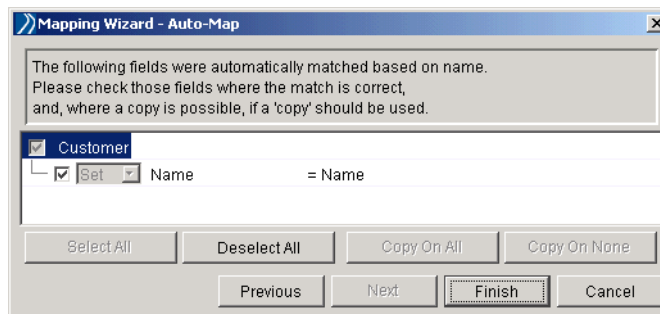 Mapping Wizard - Auto-Map
The following fields were automatically matched based on name.
Please check those fields where the match is correct,
and, where a copy is possible, if a 'copy' should be used.
Customer
Set Name = Name
Select All Deselect All Copy On All Copy On None
Previous Next Finish Cancel